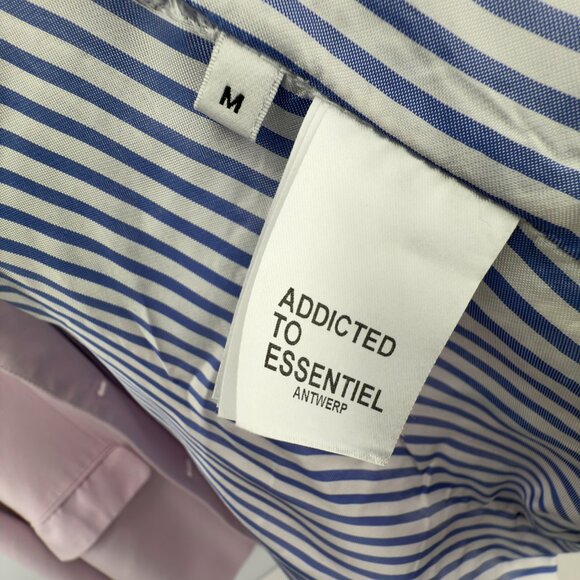 M
ADDICTED
TO
ESSENTIEL
ANTWERP